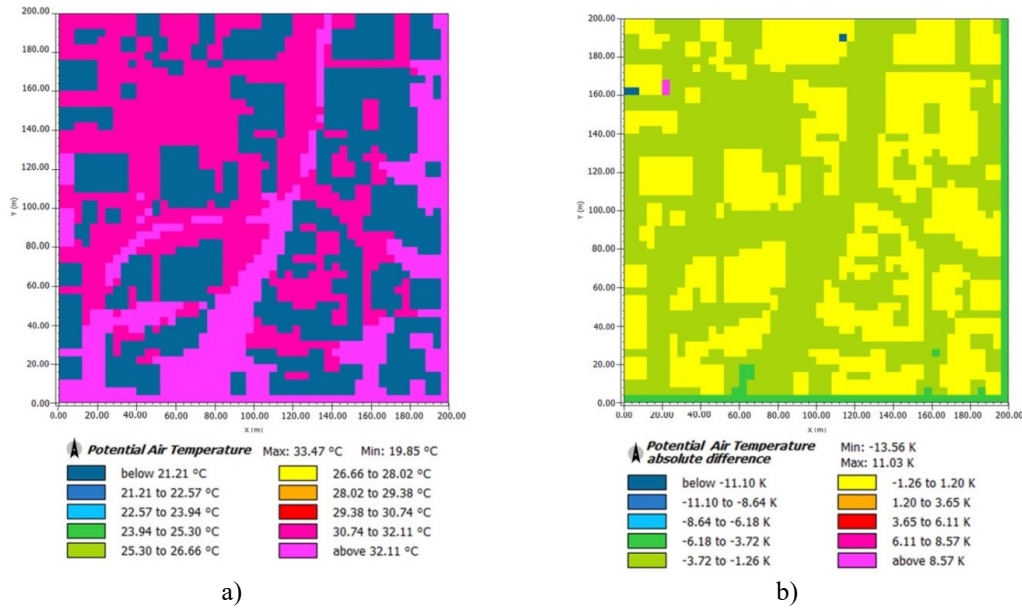 200.00
180.00
160.00
140.00
120.00
100.00
80.00
60.00
40.00
20.00
0.00
Y (m)
0.00 20.00 40.00 60.00 80.00 100.00 120.00 140.00 160.00 180.00 200.00
X (m)
Potential Air Temperature Max: 33.47 °C Min: 19.85 °C
below 21.21 °C 26.66 to 28.02 °C
21.21 to 22.57 °C 28.02 to 29.38 °C
22.57 to 23.94 °C 29.38 to 30.74 °C
23.94 to 25.30 °C 30.74 to 32.11 °C
25.30 to 26.66 °C above 32.11 °C
a)
200.00
180.00
160.00
140.00
120.00
100.00
80.00
60.00
40.00
20.00
0.00
Y (m)
0.00 20.00 40.00 60.00 80.00 100.00 120.00 140.00 160.00 180.00 200.00
X (m)
Potential Air Temperature Min: -13.56 K
absolute difference Max: 11.03 K
below -11.10 K -1.26 to 1.20 K
-11.10 to -8.64 K 1.20 to 3.65 K
-8.64 to -6.18 K 3.65 to 6.11 K
-6.18 to -3.72 K 6.11 to 8.57 K
-3.72 to -1.26 K above 8.57 K
b)